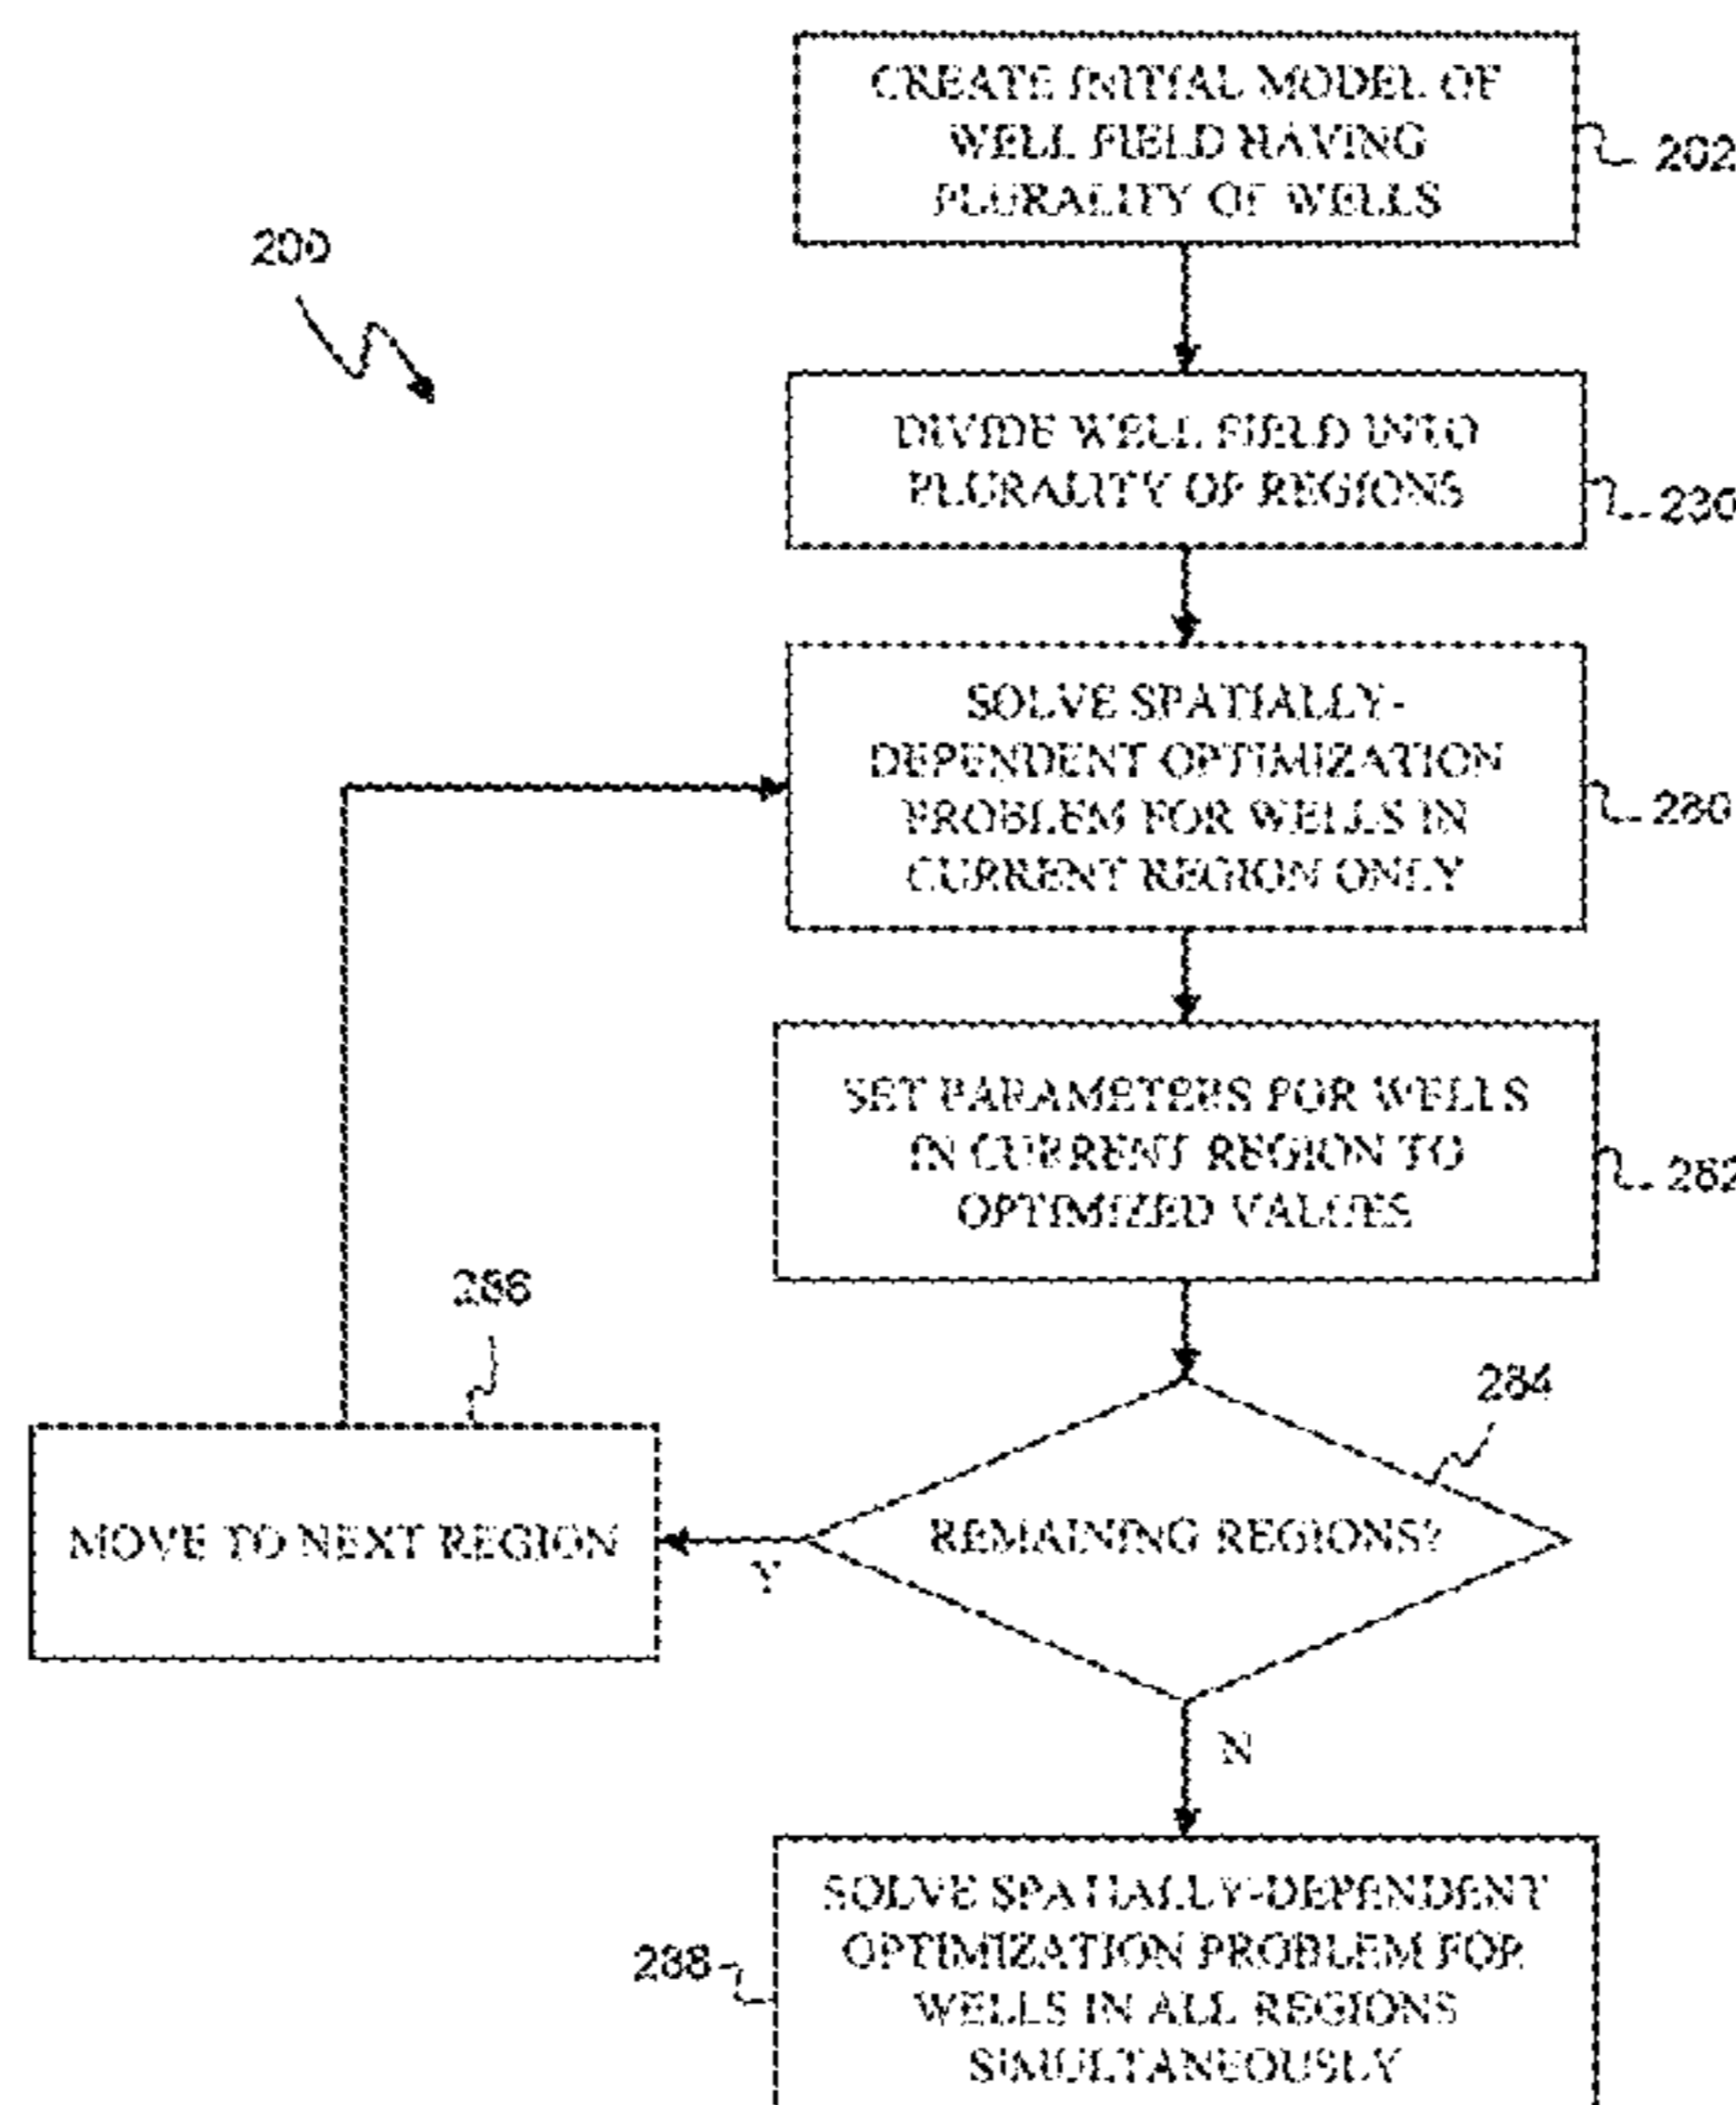 CREATE INITIAL MODEL OF
WELL FIELD HAVING
PLURALITY OF WELLS
202
200
DIVIDE WELL FIELD INTO
PLURALITY OF REGIONS
230
SOLVE SPATIALLY-
DEPENDENT OPTIMIZATION
PROBLEM FOR WELLS IN
CURRENT REGION ONLY
280
SET PARAMETERS FOR WELLS
IN CURRENT REGION TO
OPTIMIZED VALUES
282
286
284
MOVE TO NEXT REGION
Y
REMAINING REGIONS?
N
SOLVE SPATIALLY-DEPENDENT
OPTIMIZATION PROBLEM FOR
WELLS IN ALL REGIONS
SIMULTANEOUSLY
288